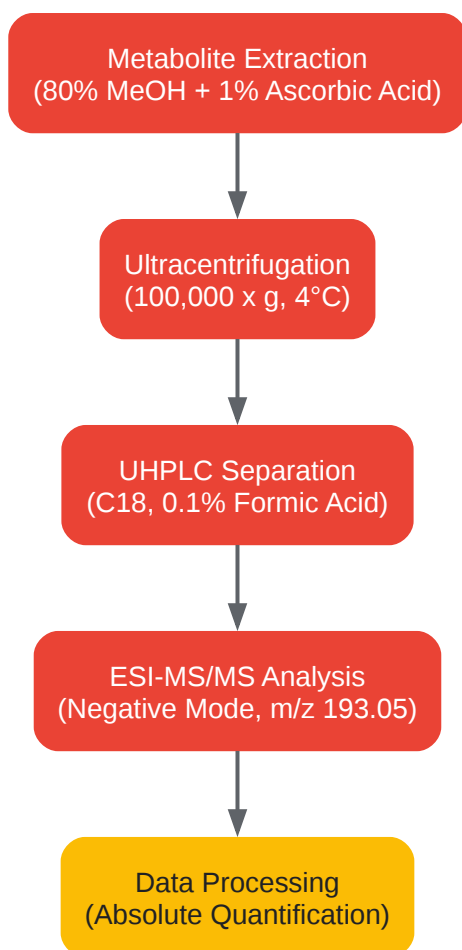 Metabolite Extraction
(80% MeOH + 1% Ascorbic Acid)
Ultracentrifugation
(100,000 x g, 4°C)
UHPLC Separation
(C18, 0.1% Formic Acid)
ESI-MS/MS Analysis
(Negative Mode, m/z 193.05)
Data Processing
(Absolute Quantification)